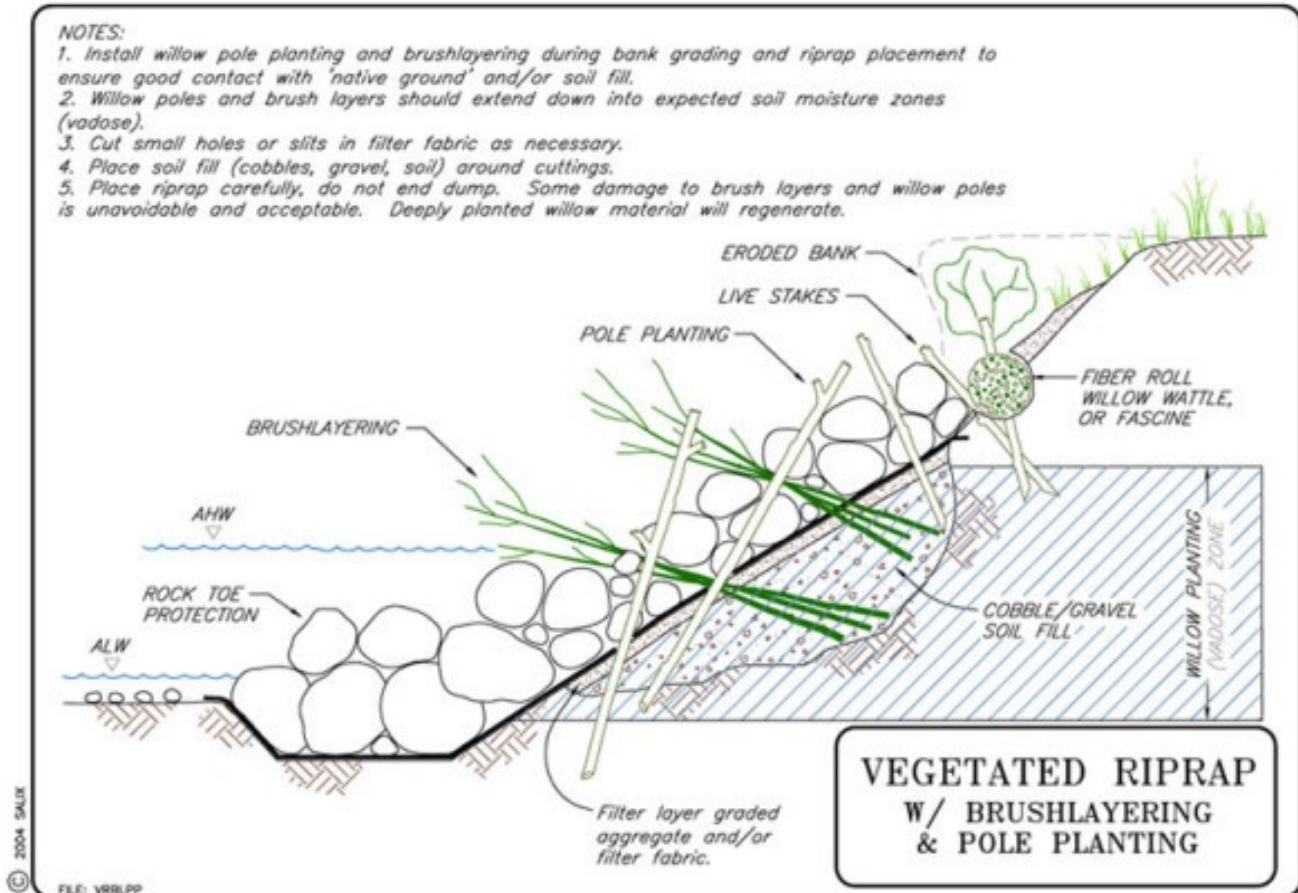 NOTES:
1. Install willow pole planting and brushlayering during bank grading and riprap placement to
ensure good contact with 'native ground' and/or soil fill.
2. Willow poles and brush layers should extend down into expected soil moisture zones
(vadose).
3. Cut small holes or slits in filter fabric as necessary.
4. Place soil fill (cobbles, gravel, soil) around cuttings.
5. Place riprap carefully, do not end dump. Some damage to brush layers and willow poles
is unavoidable and acceptable. Deeply planted willow material will regenerate.
ERODED BANK
LIVE STAKES
POLE PLANTING
FIBER ROLL
WILLOW WATTLE,
OR FASCINE
BRUSHLAYERING
AHW
ROCK TOE
PROTECTION
ALW
COBBLE/GRAVEL
SOIL FILL
WILLOW PLANTING
(VADOSE) ZONE
Filter layer graded
aggregate and/or
filter fabric.
VEGETATED RIPRAP
W/ BRUSHLAYERING
& POLE PLANTING
© 2004 SALIX
FILE: VRBLPP